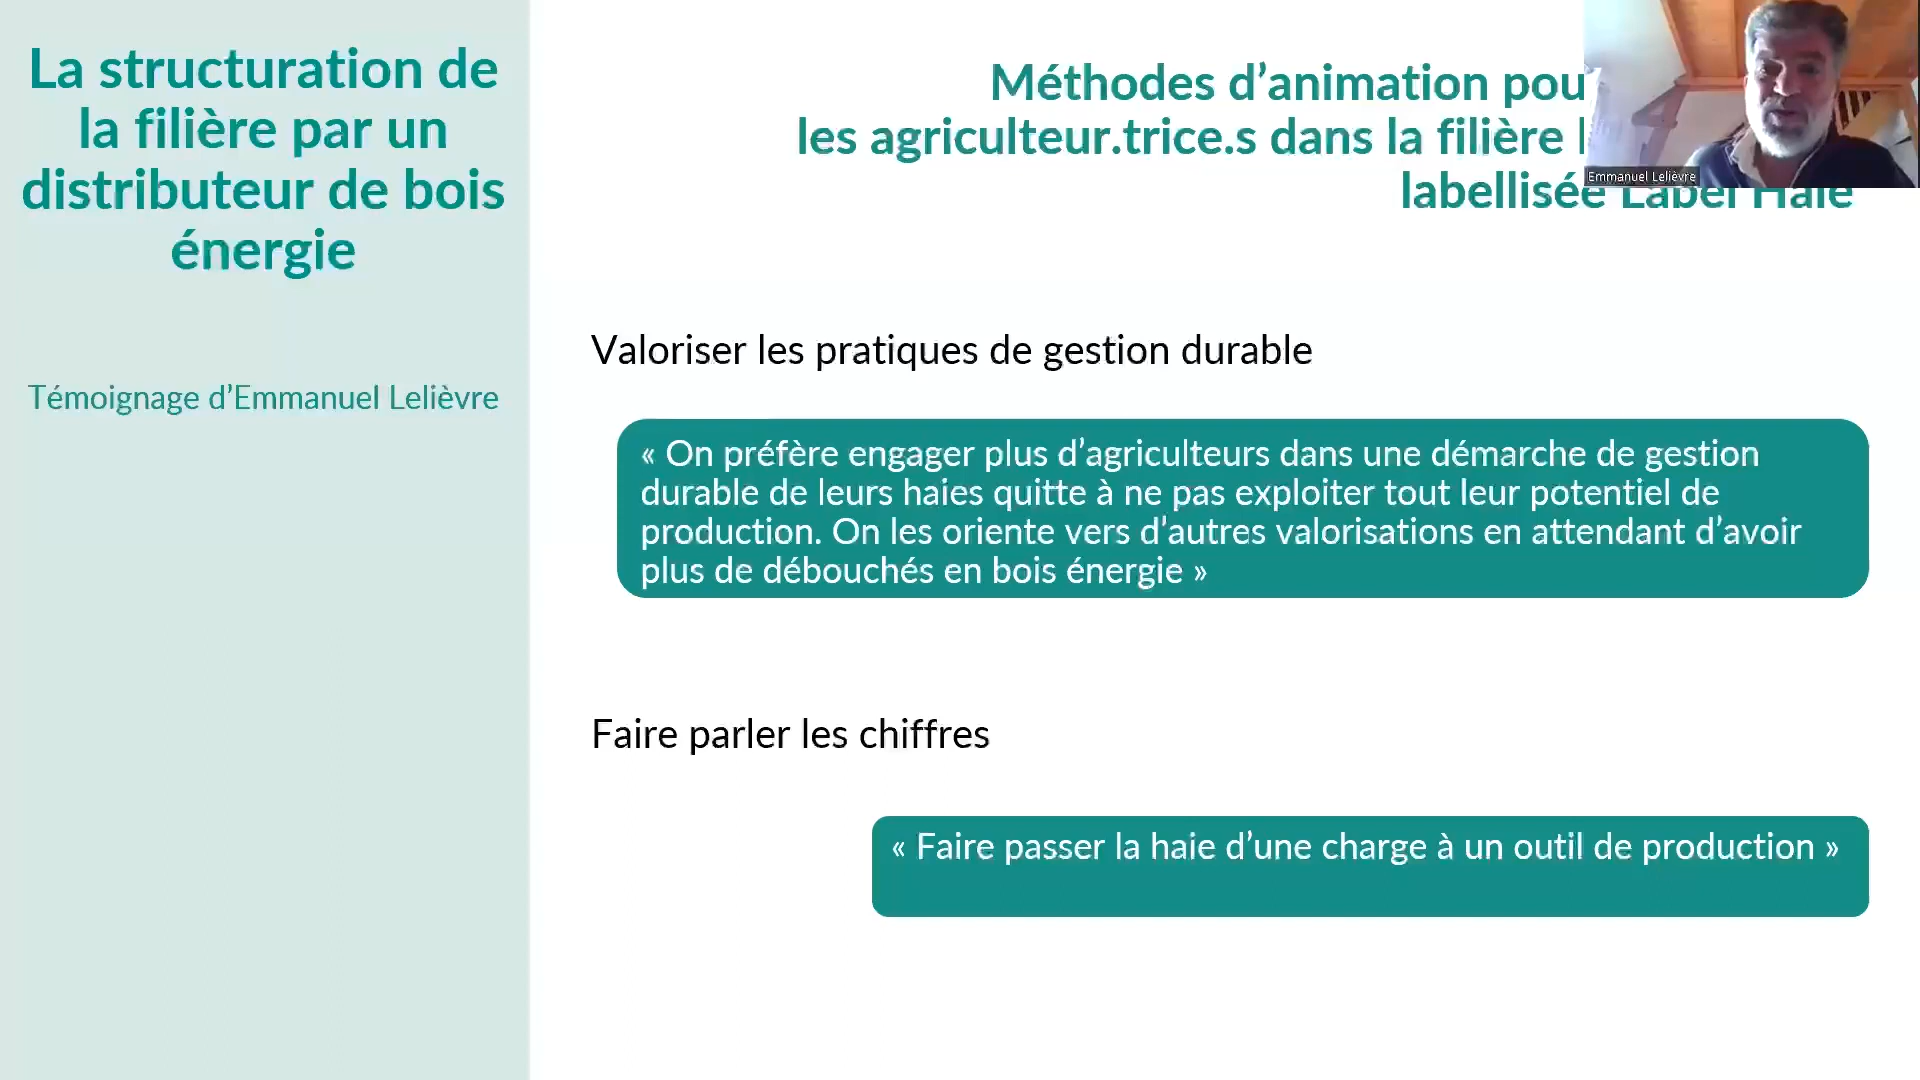 La structuration de
la filière par un
distributeur de bois
énergie
Témoignage d’Emmanuel Lelièvre
Méthodes d’animation pou
les agriculteur.trice.s dans la filière
labellisée Label Haie
Emmanuel Lelièvre
Valoriser les pratiques de gestion durable
« On préfère engager plus d’agriculteurs dans une démarche de gestion
durable de leurs haies quitte à ne pas exploiter tout leur potentiel de
production. On les oriente vers d’autres valorisations en attendant d’avoir
plus de débouchés en bois énergie »
Faire parler les chiffres
« Faire passer la haie d’une charge à un outil de production »